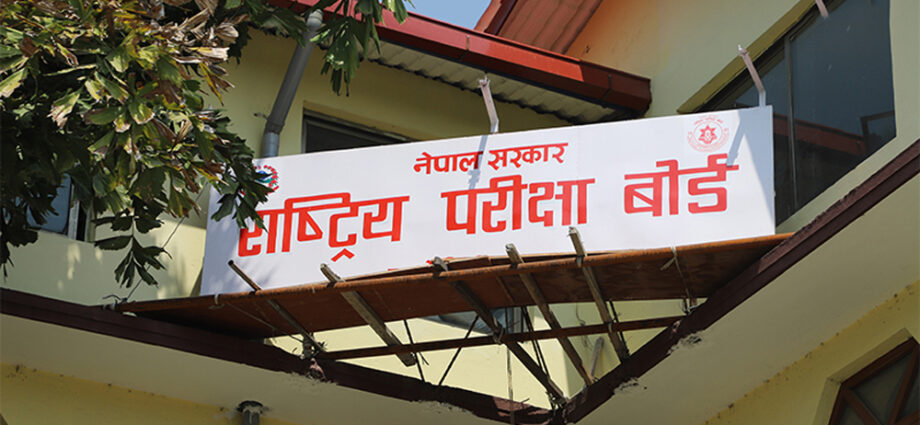 नेपाल सरकार
राष्ट्रिय परीक्षा बोर्ड